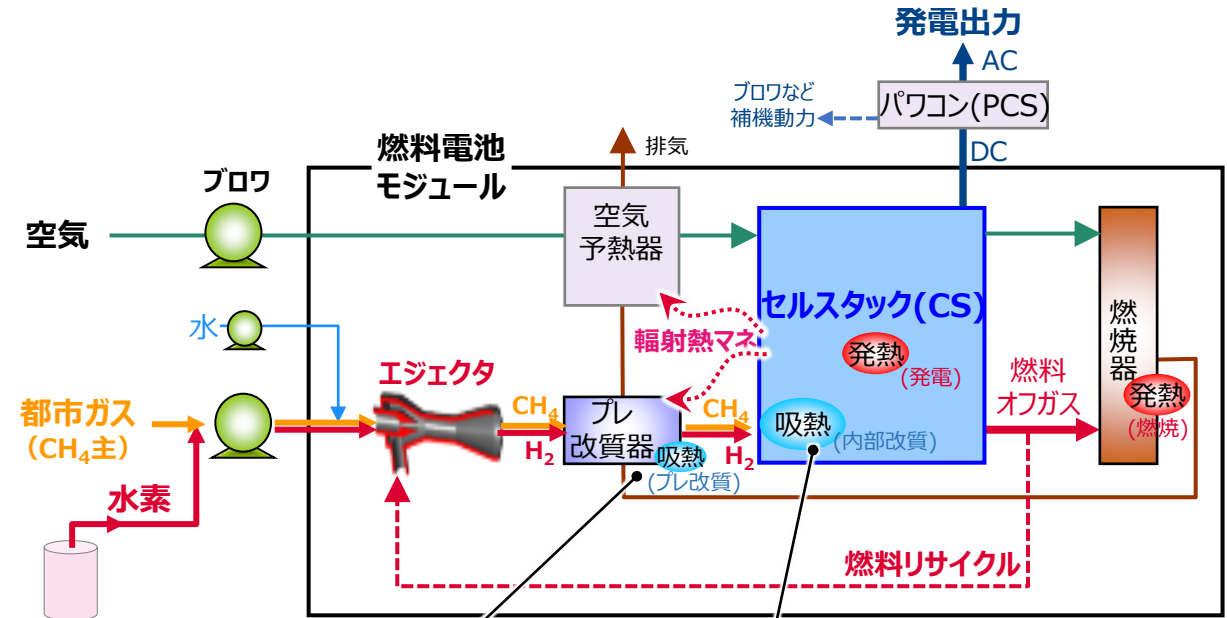 発電出力
AC
ブロワなど
補機動力
パワコン(PCS)
DC
排気
燃料電池
モジュール
ブロワ
空気
空気
予熱器
セルスタック(CS)
輻射熱マネ
発熱
(発電)
燃焼器
発熱
(燃焼)
水
エジェクタ
都市ガス
（CH₄主）
CH₄
H₂
プレ
改質器
吸熱
(プレ改質)
CH₄
H₂
吸熱
(内部改質)
燃料
オフガス
水素
燃料リサイクル